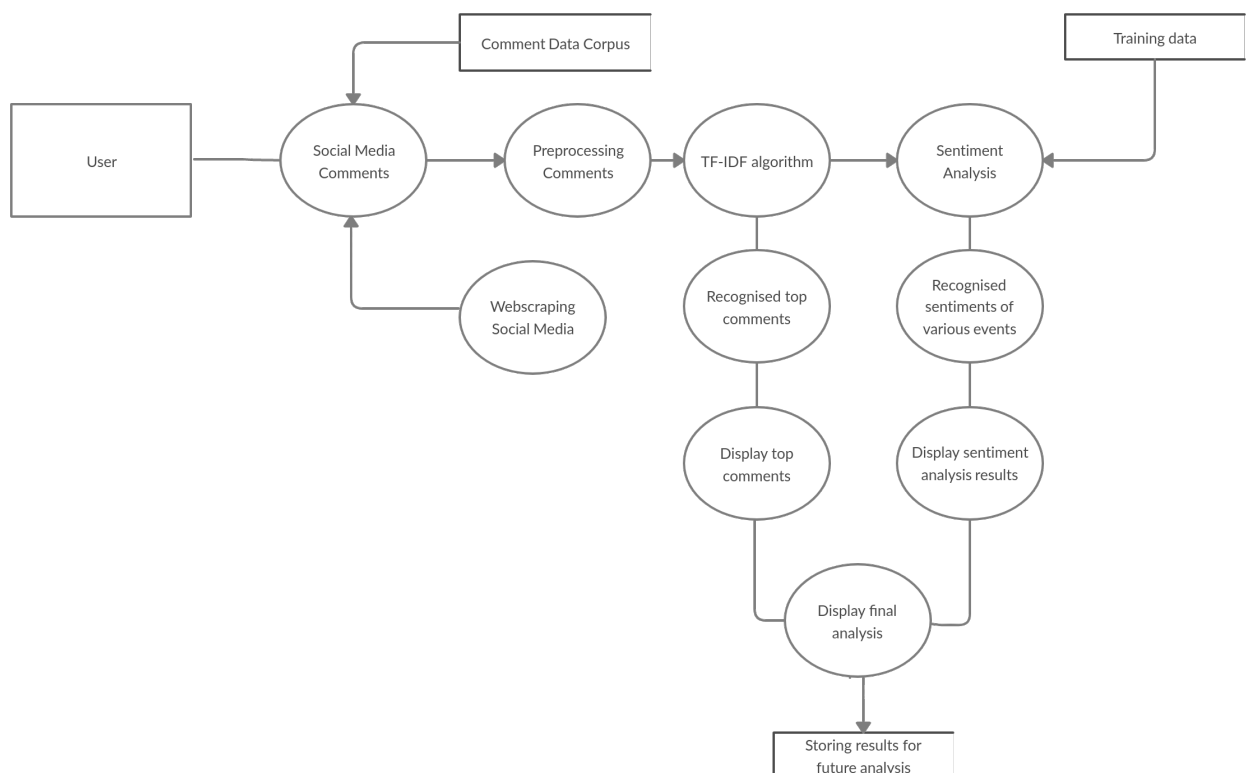 Comment Data Corpus
Training data
User
Social Media
Comments
Preprocessing
Comments
TF-IDF algorithm
Sentiment
Analysis
Webscraping
Social Media
Recognised top
comments
Recognised
sentiments of
various events
Display top
comments
Display sentiment
analysis results
Display final
analysis
Storing results for
future analysis